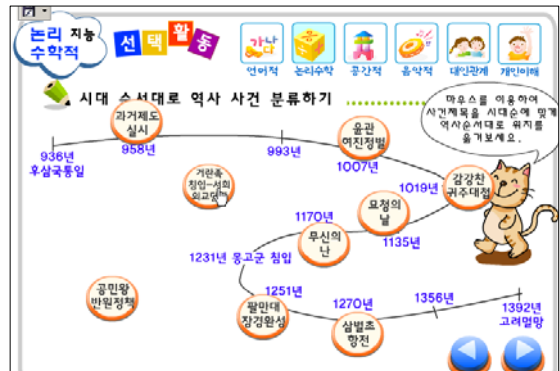 논리 지능
수학적
선택활동
가나다
언어적
논리수학
공간적
음악적
대인관계
개인이해
시대 순서대로 역사 사건 분류하기
마우스를 이용하여
사건제목을 시대순에 맞게
역사순서대로 위치를
옮겨보세요.
과거제도
실시
936년
후삼국통일
958년
993년
윤관
여진정벌
1007년
거란족
침입-서희
외교담
1019년
강감찬
귀주대첩
묘청의
날
1135년
1170년
무신의
난
1231년 몽고군 침입
공민왕
반원정책
1251년
팔만대
장경완성
1270년
삼별초
항전
1356년
1392년
고려멸망